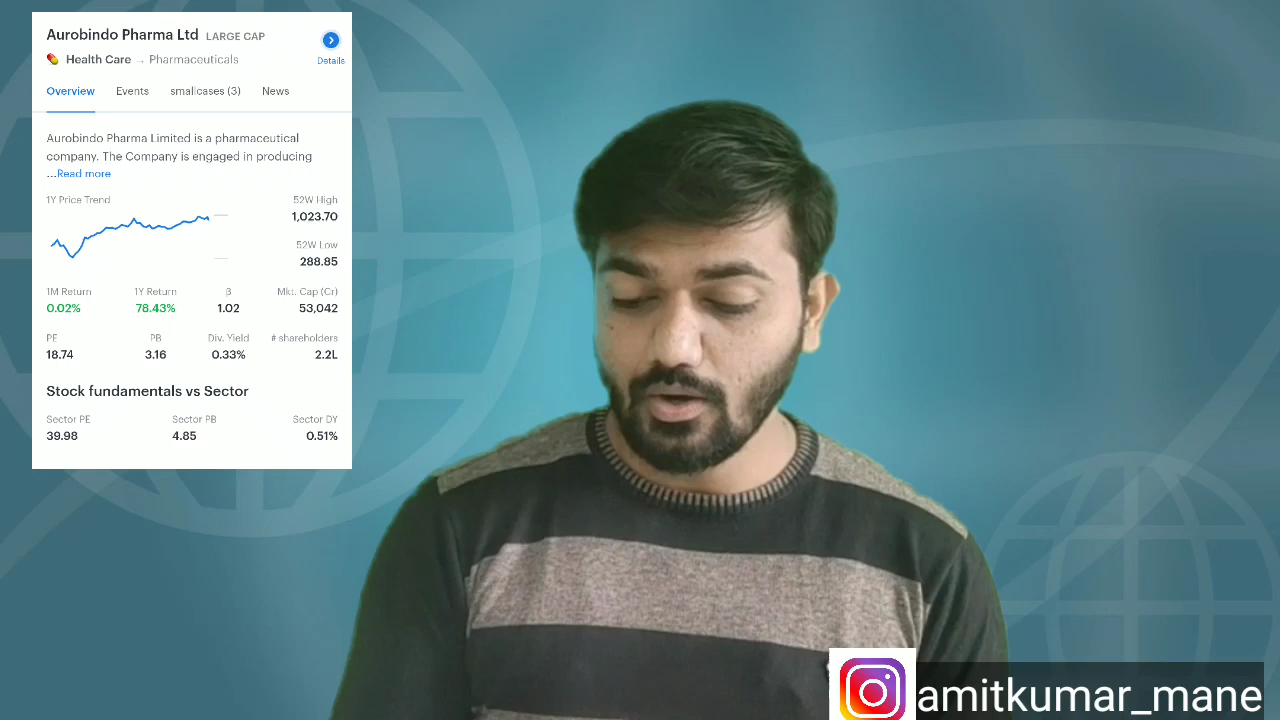 Aurobindo Pharma Ltd LARGE CAP
Health Care → Pharmaceuticals
Details
Overview Events smallcases (3) News
Aurobindo Pharma Limited is a pharmaceutical
company. The Company is engaged in producing
...Read more
1Y Price Trend
52W High
1,023.70
52W Low
288.85
1M Return 1Y Return β Mkt. Cap (Cr)
0.02% 76.43% 1.02 53,042
PE PB Div. Yield # shareholders
18.74 3.16 0.33% 2.2L
Stock fundamentals vs Sector
Sector PE Sector PB Sector DY
39.98 4.85 0.51%
amitkumar_mane